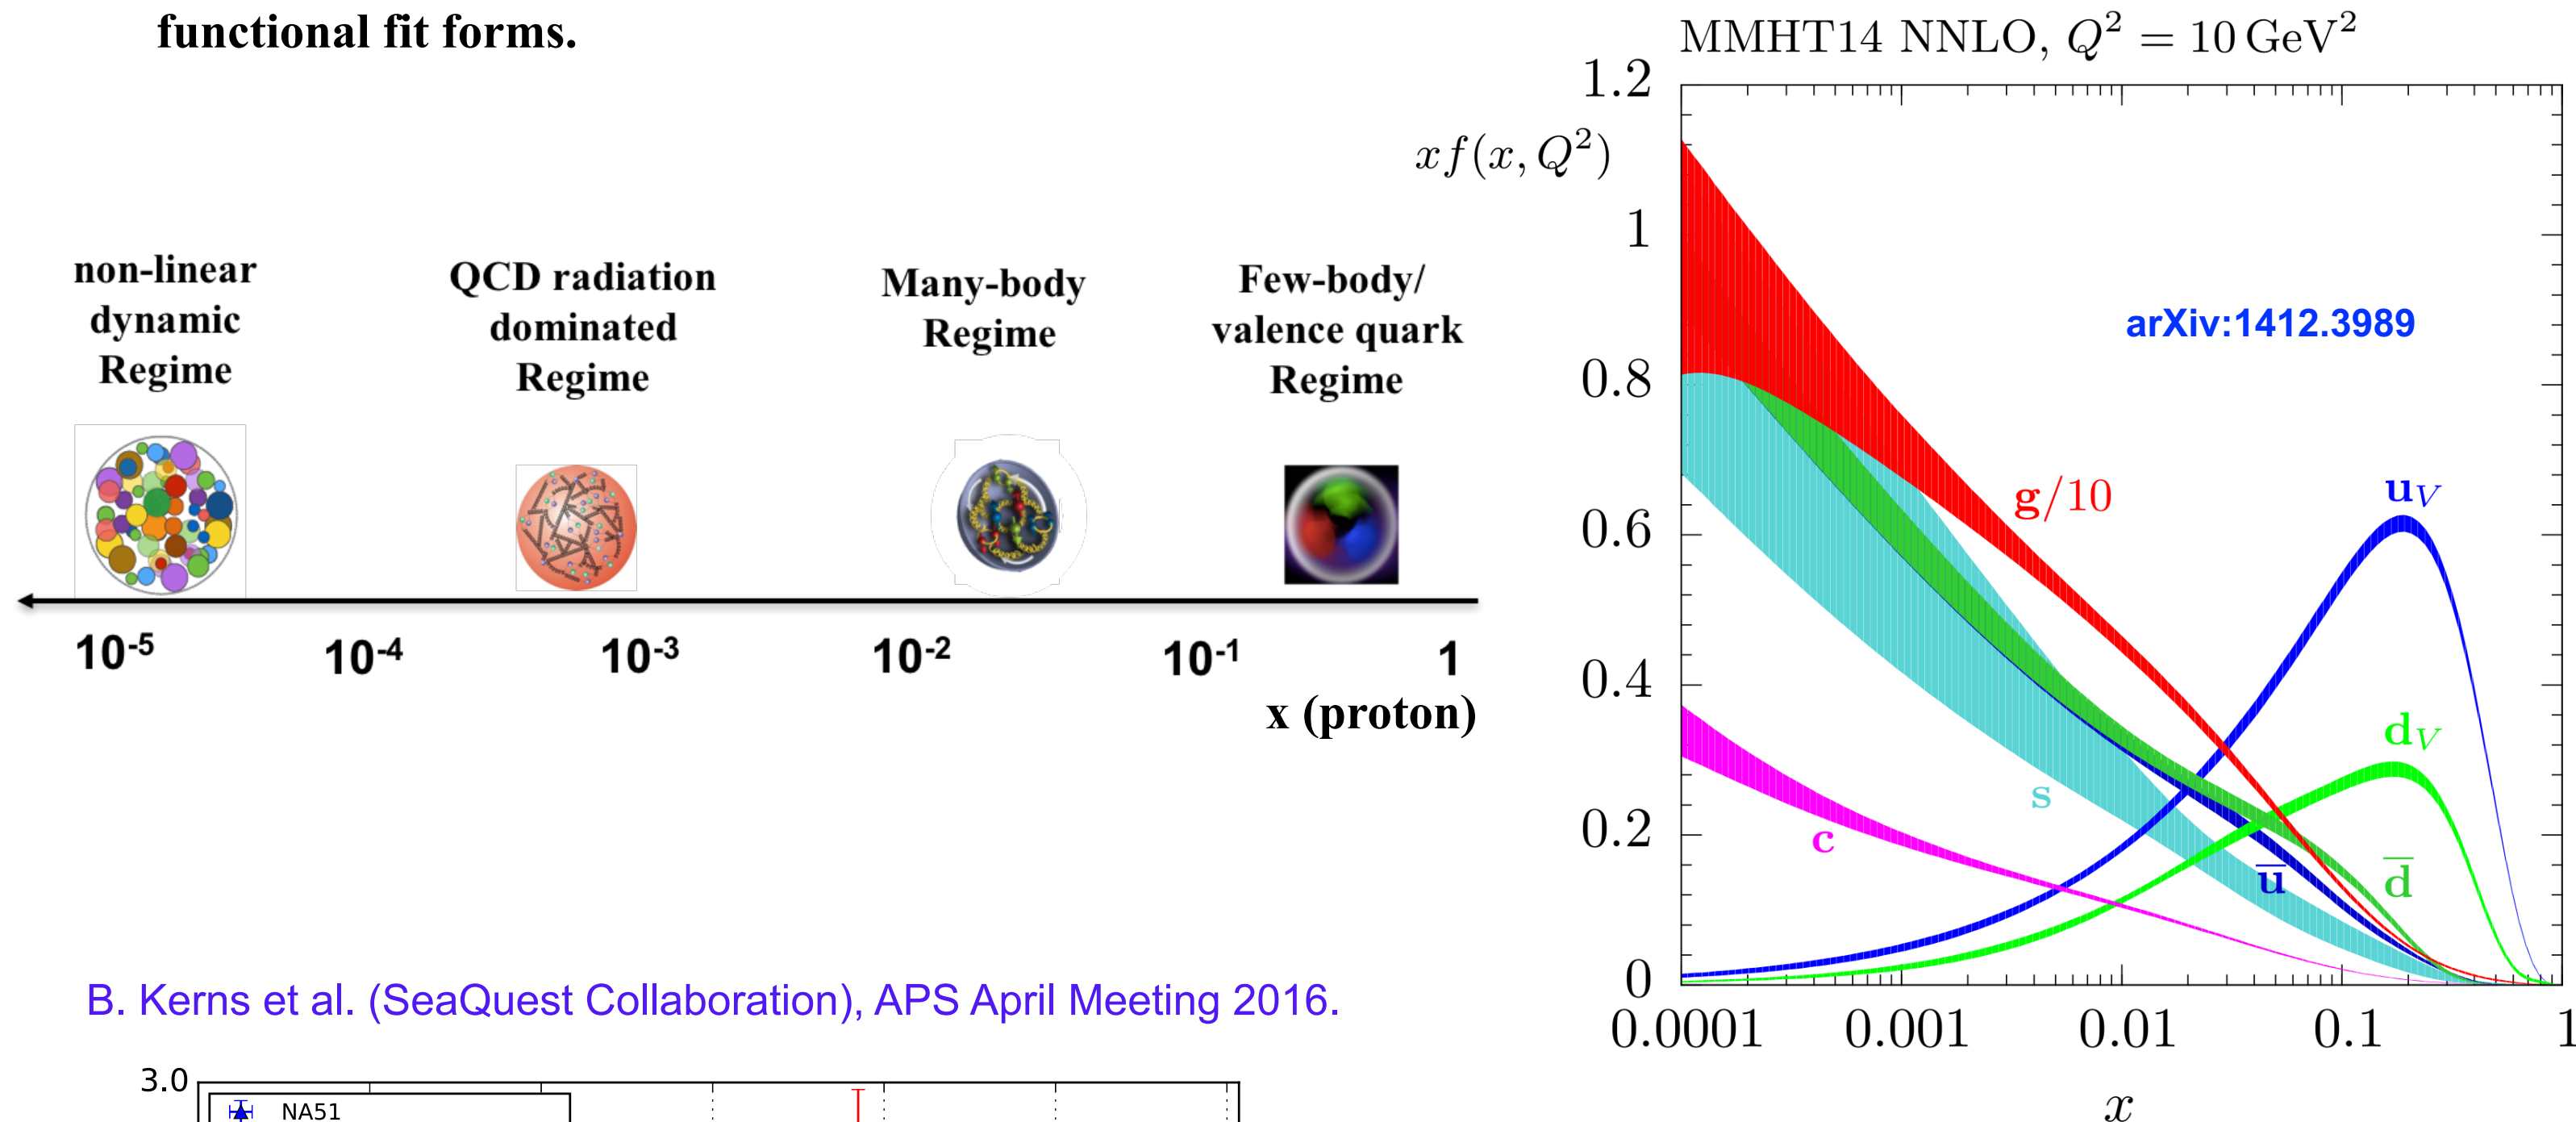 functional fit forms.
non-linear
dynamic
Regime
QCD radiation
dominated
Regime
Many-body
Regime
Few-body/
valence quark
Regime
10-5
10-4
10-3
10-2
10-1
1
x (proton)
B. Kerns et al. (SeaQuest Collaboration), APS April Meeting 2016.
3.0
NA51
MMHT14 NNLO, Q² = 10 GeV²
xf(x, Q²)
1.2
1
0.8
0.6
0.4
0.2
0
arXiv:1412.3989
g/10
uV
dV
s
c
u̅
d̅
0.0001
0.001
0.01
0.1
1
x